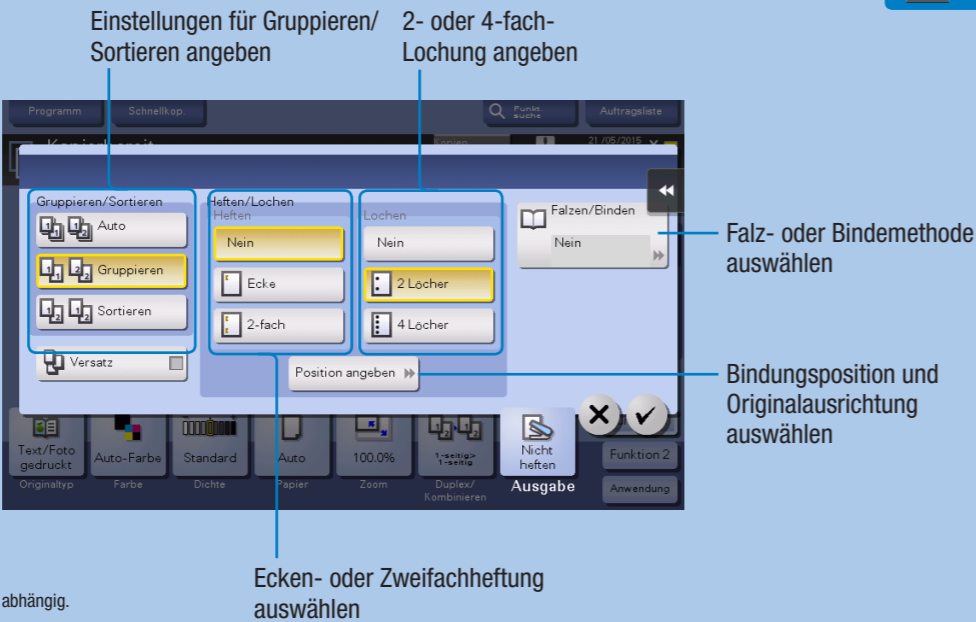 Einstellungen für Gruppieren/
Sortieren angeben
2- oder 4-fach-
Lochung angeben
Programm
Schnellkop.
Funkt.
suche
Auftragsliste
Kopierbereit
Kopien
21/05/2015
Gruppieren/Sortieren
Auto
Gruppieren
Sortieren
Versatz
Heften/Lochen
Heften
Nein
Ecke
2-fach
Lochen
Nein
2 Löcher
4 Löcher
Position angeben
Falzen/Binden
Nein
Falz- oder Bindemethode
auswählen
Bindungsposition und
Originalausrichtung
auswählen
Text/Foto
gedruckt
Auto-Farbe
Standard
Auto
100.0%
1-seitig>
1-seitig
Nicht
heften
Funktion 2
Originaltyp
Farbe
Dichte
Papier
Zoom
Duplex/
Kombinieren
Ausgabe
Anwendung
Ecken- oder Zweifachheftung
auswählen
abhängig.